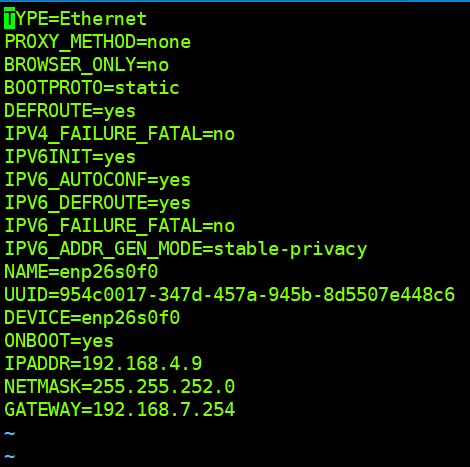 TYPE=Ethernet
PROXY_METHOD=none
BROWSER_ONLY=no
BOOTPROTO=static
DEFROUTE=yes
IPV4_FAILURE_FATAL=no
IPV6INIT=yes
IPV6_AUTOCONF=yes
IPV6_DEFROUTE=yes
IPV6_FAILURE_FATAL=no
IPV6_ADDR_GEN_MODE=stable-privacy
NAME=enp26s0f0
UUID=954c0017-347d-457a-945b-8d5507e448c6
DEVICE=enp26s0f0
ONBOOT=yes
IPADDR=192.168.4.9
NETMASK=255.255.252.0
GATEWAY=192.168.7.254
~
~